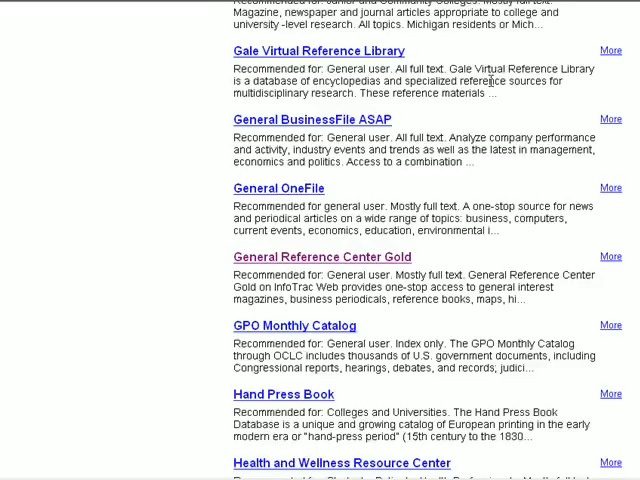 Magazine, newspaper and journal articles appropriate to college and
university -level research. All topics. Michigan residents or Mich...
Gale Virtual Reference Library More
Recommended for: General user. All full text. Gale Virtual Reference Library
is a database of encyclopedias and specialized reference sources for
multidisciplinary research. These reference materials ...
General BusinessFile ASAP More
Recommended for: General user. All full text. Analyze company performance
and activity, industry events and trends as well as the latest in management,
economics and politics. Access to a combination ...
General OneFile More
Recommended for general user. Mostly full text. A one-stop source for news
and periodical articles on a wide range of topics: business, computers,
current events, economics, education, environmental i...
General Reference Center Gold More
Recommended for: General user. Mostly full text. General Reference Center
Gold on InfoTrac Web provides one-stop access to general interest
magazines, business periodicals, reference books, maps, hi...
GPO Monthly Catalog More
Recommended for: General user. Index only. The GPO Monthly Catalog
through OCLC includes thousands of U.S. government documents, including
Congressional reports, hearings, debates, and records; judici...
Hand Press Book More
Recommended for: Colleges and Universities. The Hand Press Book
Database is a unique and growing catalog of European printing in the early
modern era or "hand-press period" (15th century to the 1830...
Health and Wellness Resource Center More